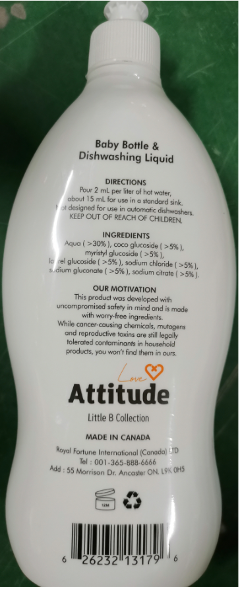 Baby Bottle &
Dishwashing Liquid
DIRECTIONS
Pour 2 mL per liter of hot water,
about 15 mL for use in a standard sink.
designed for use in automatic dishwashers.
KEEP OUT OF REACH OF CHILDREN.
INGREDIENTS
Aqua ( >30% ), coco glucoside ( >5% ),
myristyl glucoside ( >5% ),
glucoside ( >5% ), sodium chloride ( >5% ),
sodium gluconate ( >5% ), sodium citrate ( >5% ).
OUR MOTIVATION
This product was developed with
uncompromised safety in mind and is made
with worry-free ingredients.
While cancer-causing chemicals, mutagens
and reproductive toxins are still legally
tolerated contaminants in household
products, you won't find them in ours.
Love
Attitude
Little B Collection
MADE IN CANADA
Royal Fortune International (Canada) LTD
Tel : 001-365-888-6666
Add : 55 Morrison Dr. Ancaster ON. L9K 0H5
6 26232 13179 6